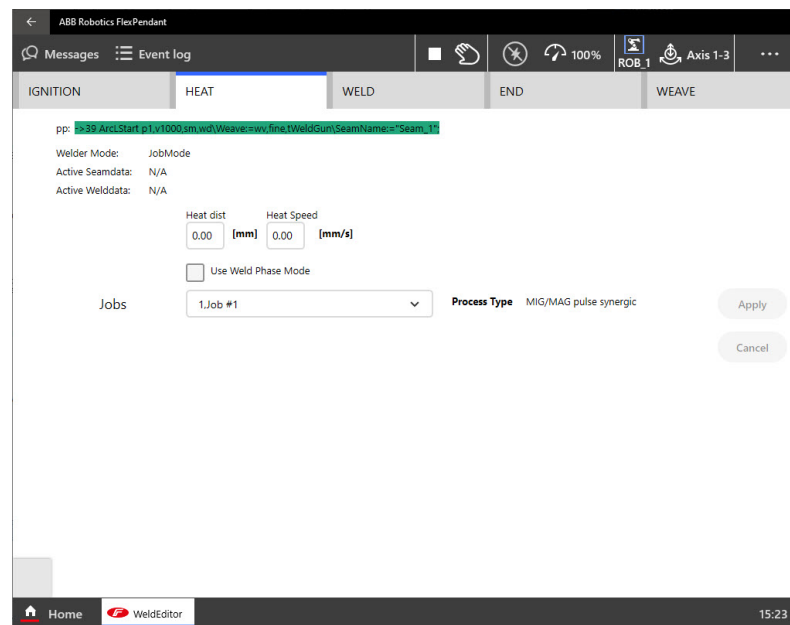 ABB Robotics FlexPendant
Messages Event log 100% ROB_1 Axis 1-3 ...
IGNITION HEAT WELD END WEAVE
pp: ->39 ArcLStart p1,v1000,sm,wd\Weave:=wv,fine,tWeldGun\SeamName:="Seam_1";
Welder Mode: JobMode
Active Seamdata: N/A
Active Welddata: N/A
Heat dist Heat Speed
0.00 [mm] 0.00 [mm/s]
Use Weld Phase Mode
Jobs 1,Job #1 Process Type MIG/MAG pulse synergic Apply
Cancel
Home WeldEditor 15:23